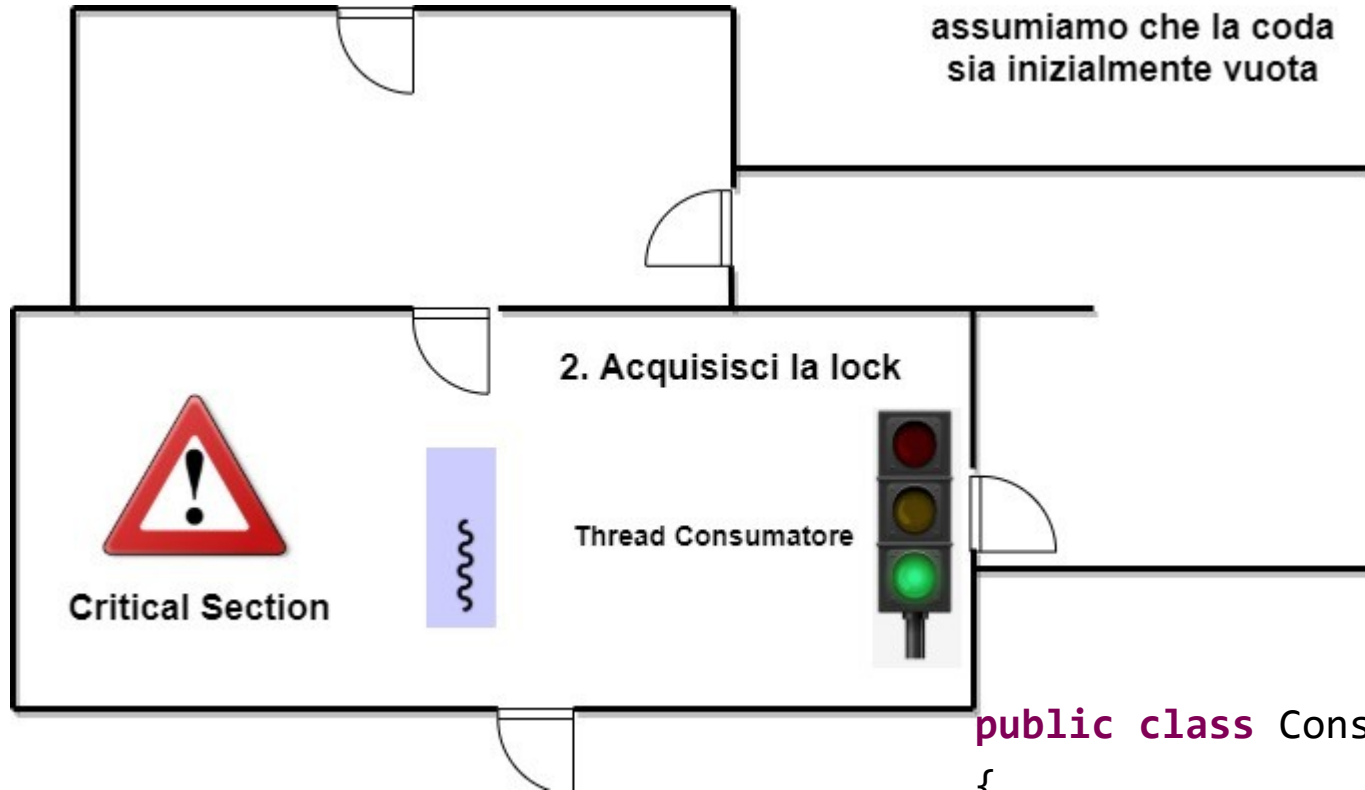 assumiamo che la coda
sia inizialmente vuota
2. Acquisisci la lock
Thread Consumatore
Critical Section
public class Cons
{